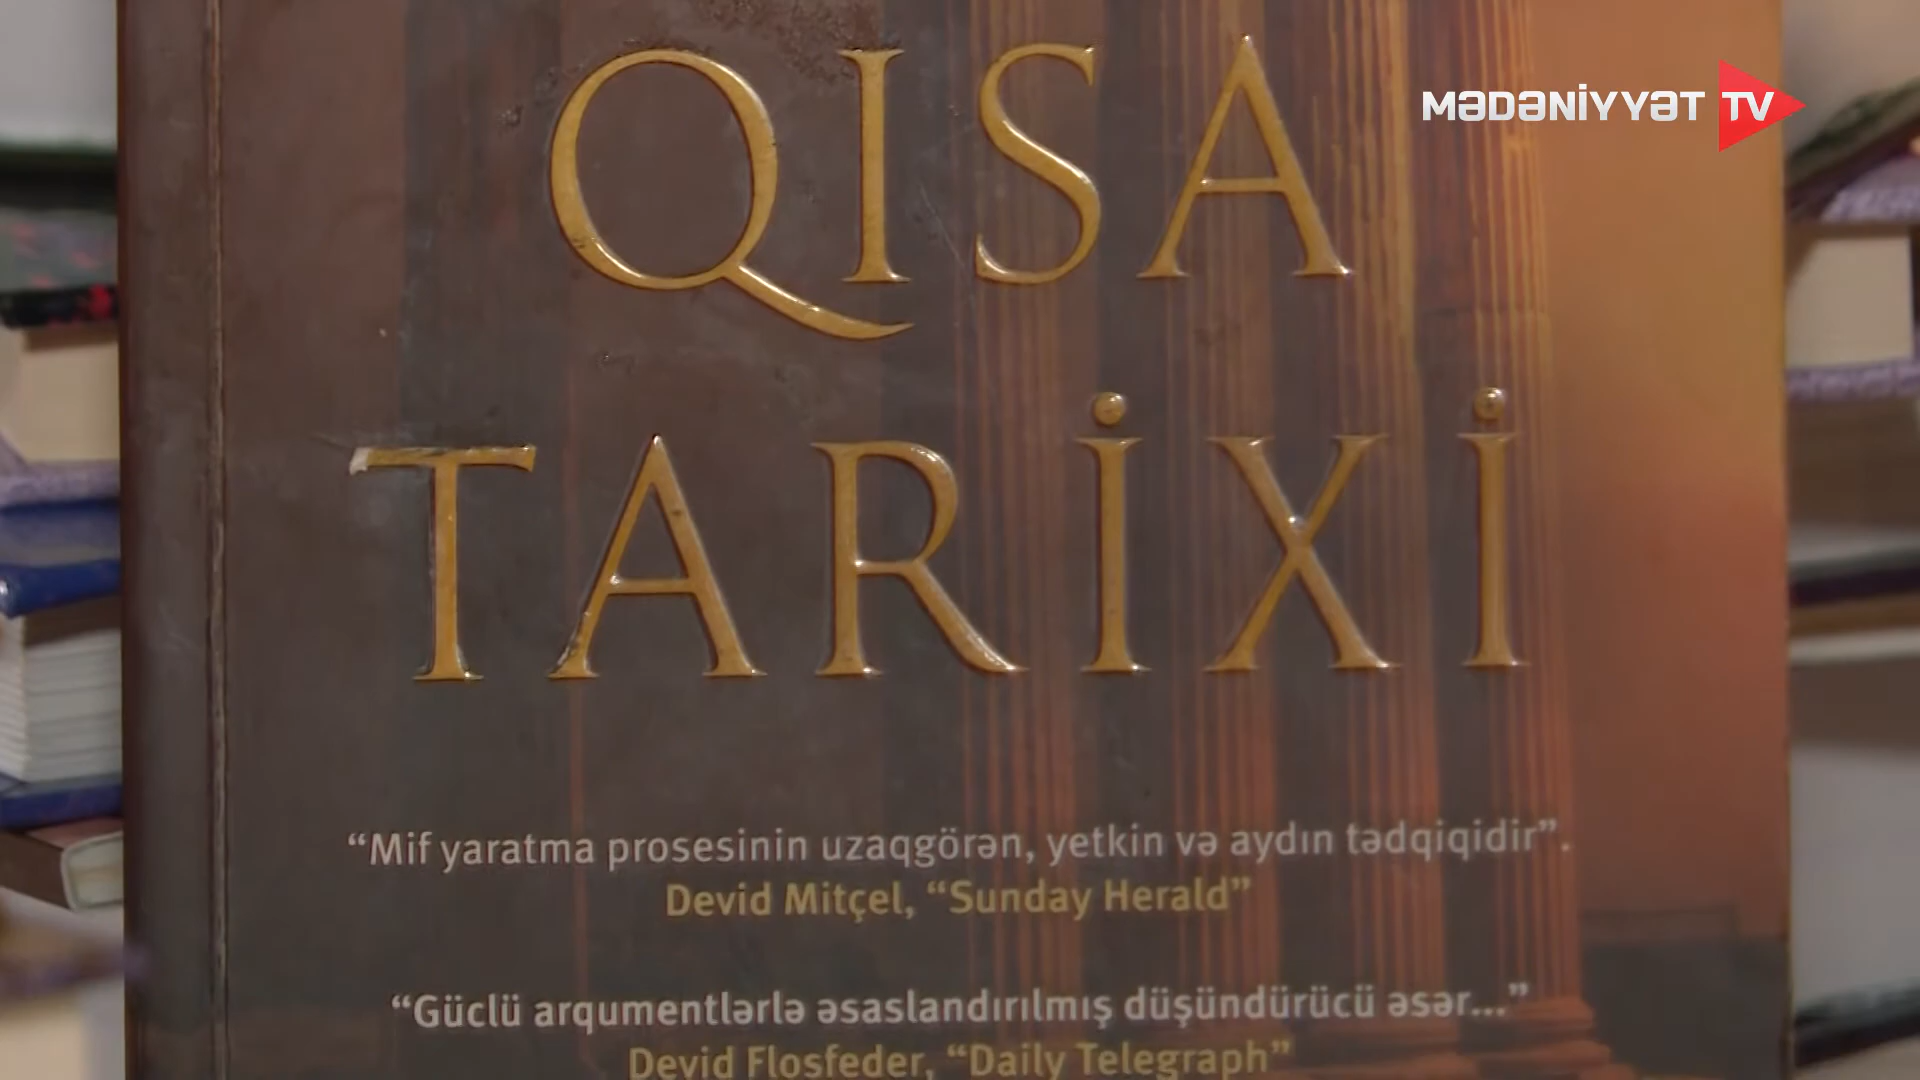 QISA
MƏDƏNİYYƏT TV
TARİXİ
“Mif yaratma prosesinin uzaqgörən, yetkin və aydın tədqiqidir”.
Devid Mitçel, “Sunday Herald”
“Güclü arqumentlərlə əsaslandırılmış düşündürücü əsər...”
Devid Flosfeder, “Daily Telegraph”